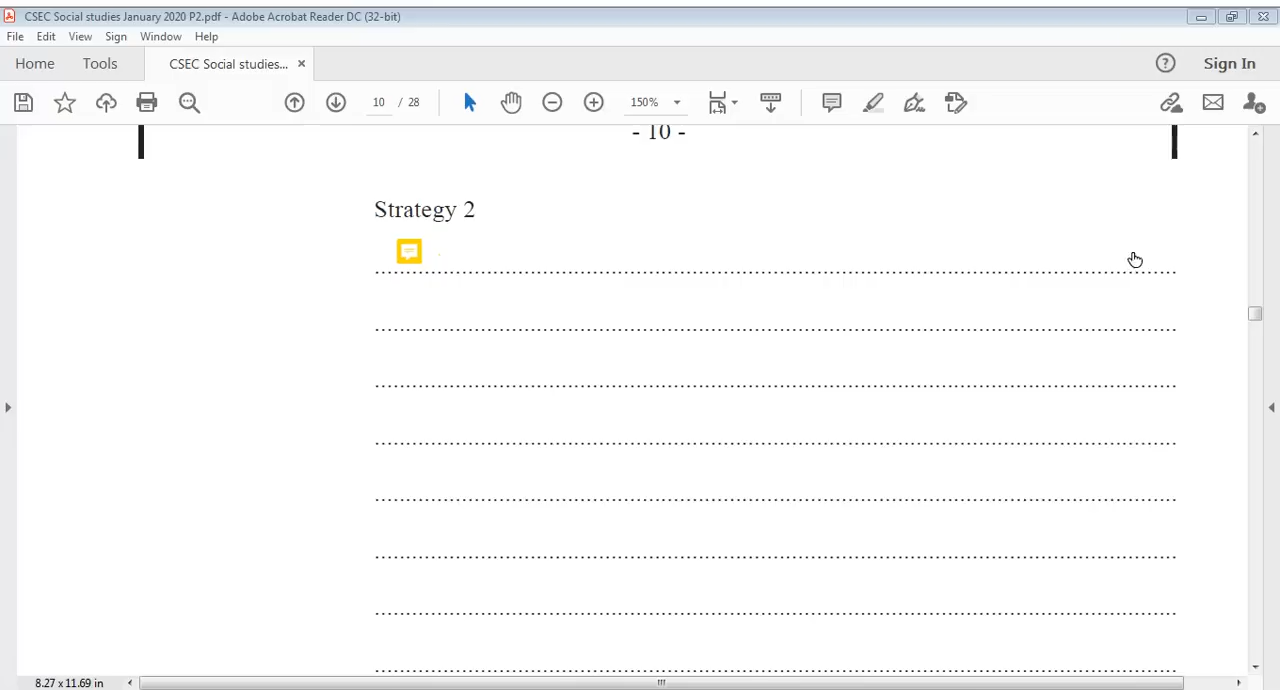 CSEC Social studies January 2020 P2.pdf - Adobe Acrobat Reader DC (32-bit)
File Edit View Sign Window Help
Home Tools CSEC Social studies... × ? Sign In
10 / 28 150%
- 10 -
Strategy 2
................................................................
................................................................
................................................................
................................................................
................................................................
................................................................
................................................................
................................................................
8.27 x 11.69 in